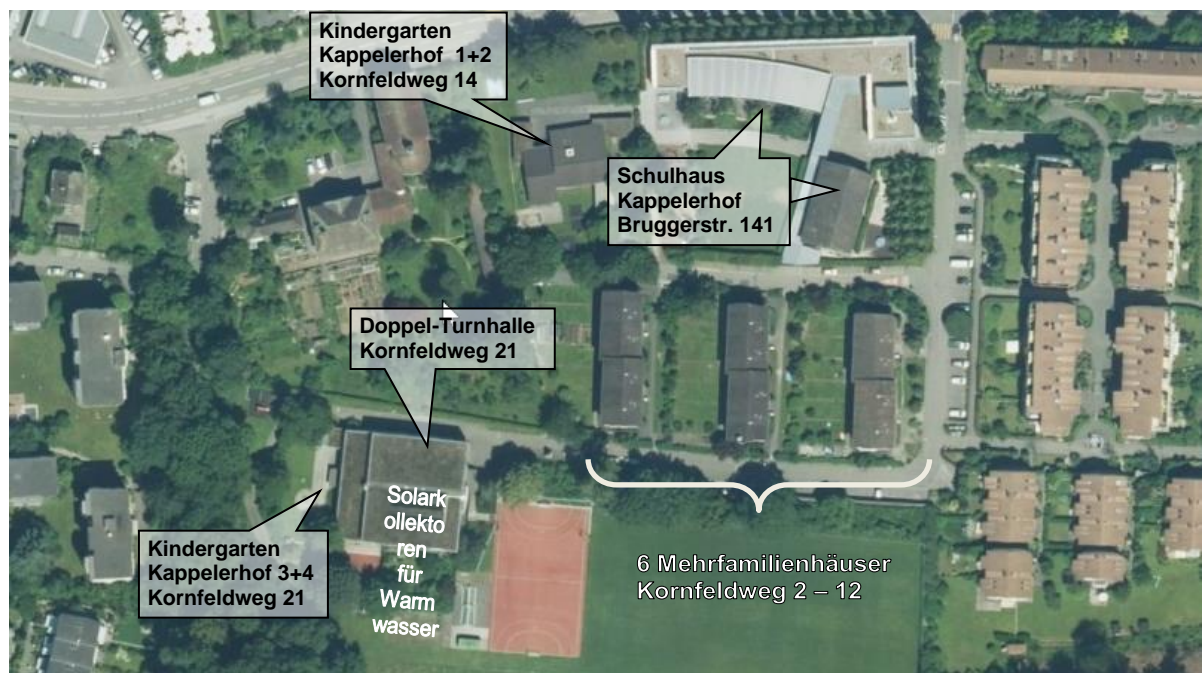 Kindergarten
Kappelerhof 1+2
Kornfeldweg 14
Schulhaus
Kappelerhof
Bruggerstr. 141
Doppel-Turnhalle
Kornfeldweg 21
Solark
ollekto
ren
für
Warm
wasser
Kindergarten
Kappelerhof 3+4
Kornfeldweg 21
6 Mehrfamilienhäuser
Kornfeldweg 2 – 12